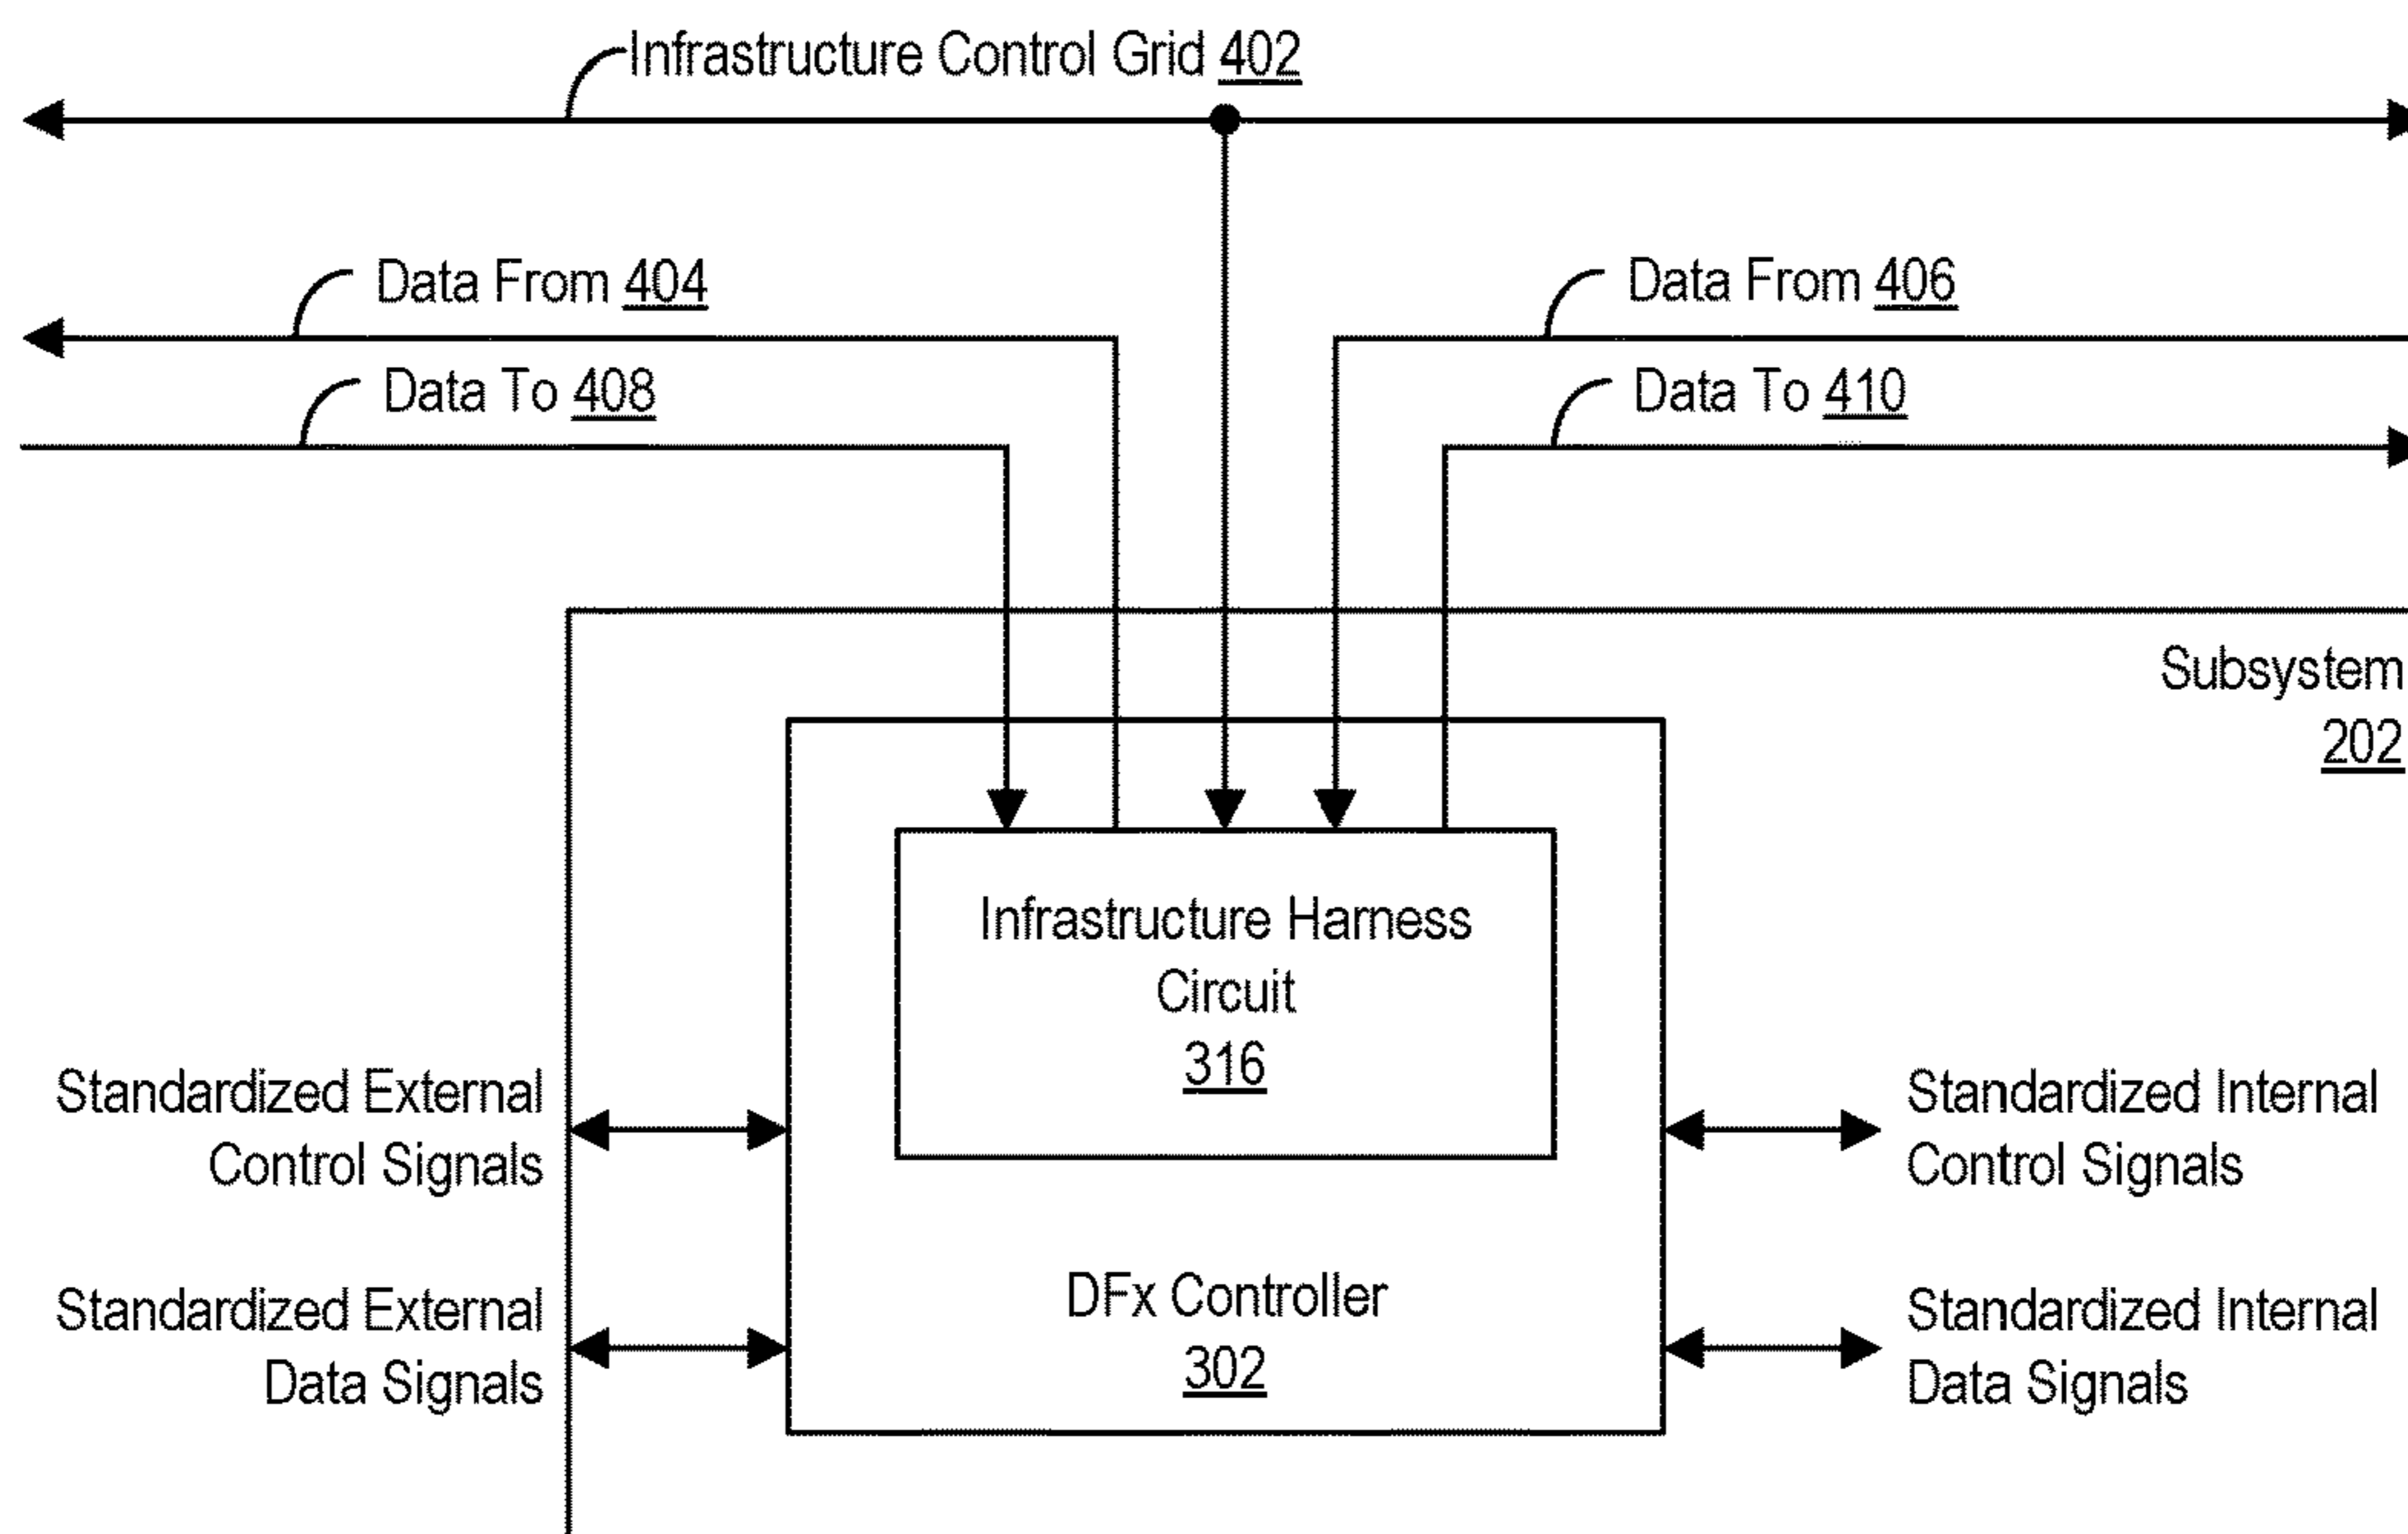 Infrastructure Control Grid 402
Data From 404
Data From 406
Data To 408
Data To 410
Subsystem
202
Infrastructure Harness
Circuit
316
Standardized External
Control Signals
Standardized Internal
Control Signals
DFx Controller
302
Standardized External
Data Signals
Standardized Internal
Data Signals